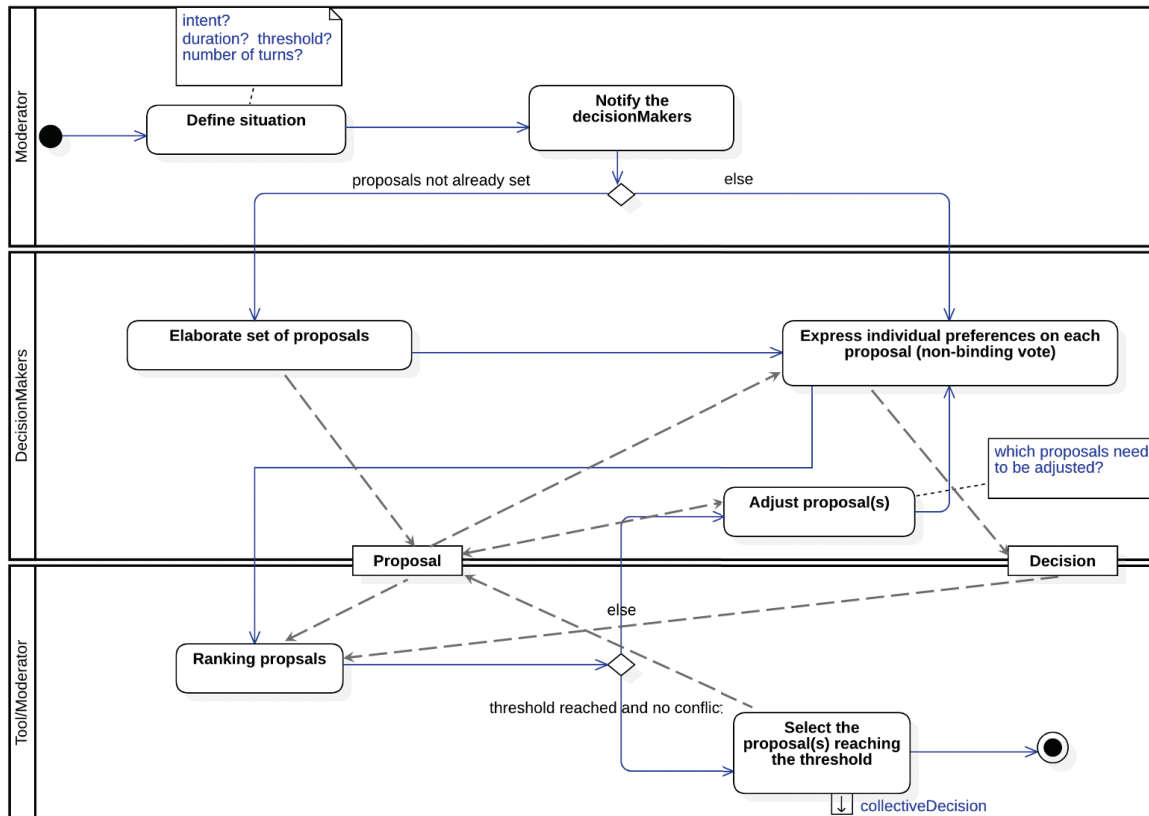 Moderator
intent?
duration? threshold?
number of turns?
Define situation
Notify the
decisionMakers
proposals not already set
else
DecisionMakers
Elaborate set of proposals
Express individual preferences on each
proposal (non-binding vote)
which proposals need
to be adjusted?
Adjust proposal(s)
Proposal
Decision
Tool/Moderator
else
Ranking propsals
threshold reached and no conflic
Select the
proposal(s) reaching
the threshold
collectiveDecision